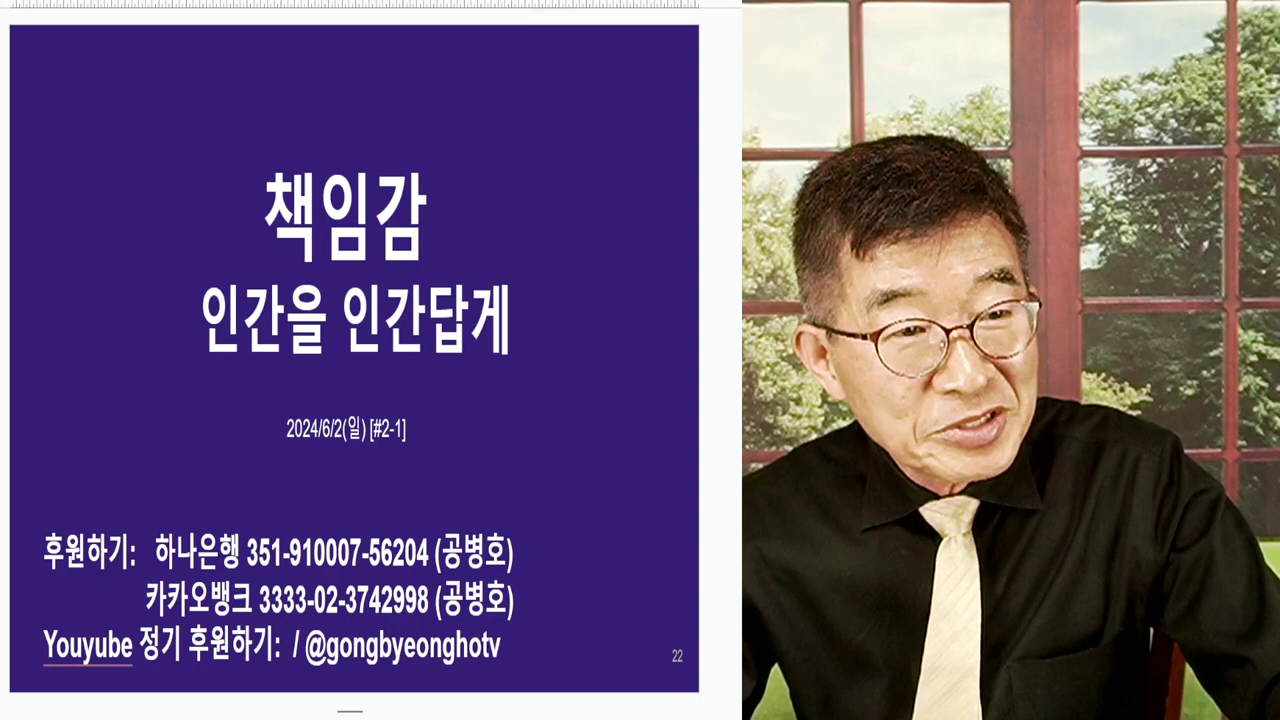 책임감
인간을 인간답게
2024/6/2(일) [#2-1]
후원하기: 하나은행 351-910007-56204 (공병호)
카카오뱅크 3333-02-3742998 (공병호)
Youyube 정기 후원하기: / @gongbyeonghotv
22